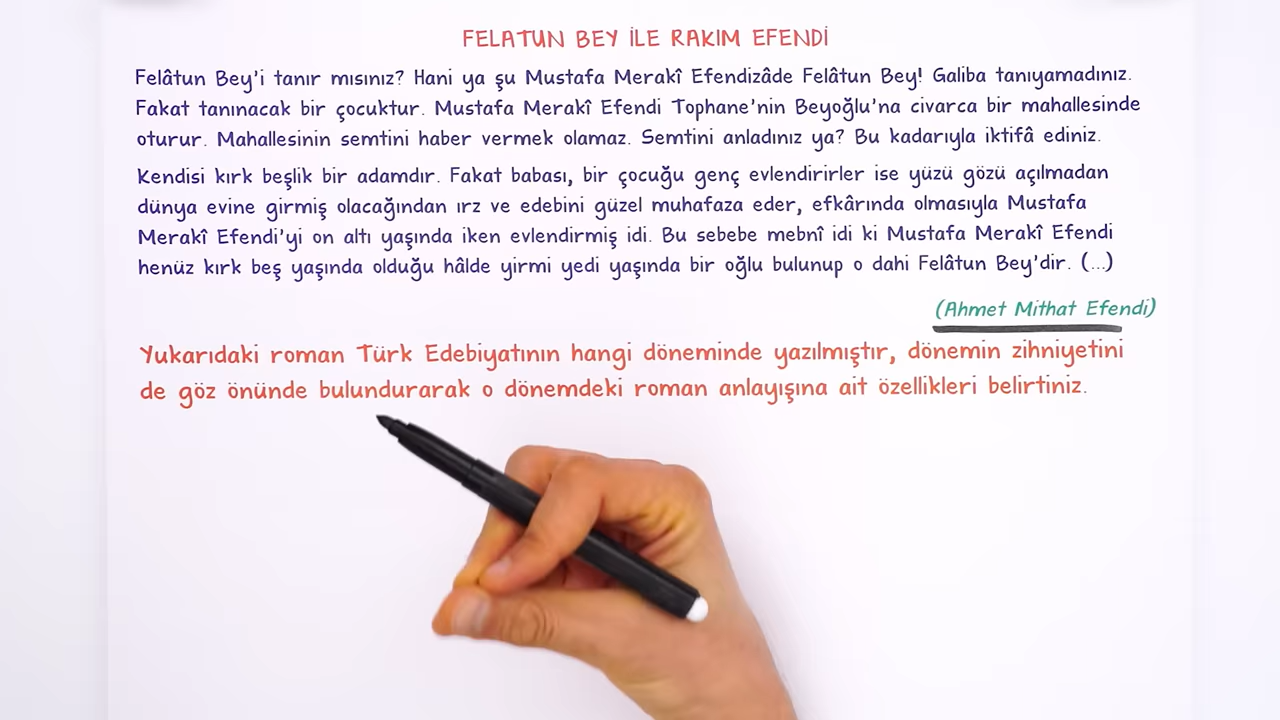 FELATUN BEY İLE RAKIM EFENDİ
Felâtun Bey'i tanır mısınız? Hani ya şu Mustafa Merakî Efendizâde Felâtun Bey! Galiba tanıyamadınız.
Fakat tanınacak bir çocuktur. Mustafa Merakî Efendi Tophane'nin Beyoğlu'na civarca bir mahallesinde
oturur. Mahallesinin semtini haber vermek olamaz. Semtini anladınız ya? Bu kadarıyla iktifâ ediniz.
Kendisi kırk beşlik bir adamdır. Fakat babası, bir çocuğu genç evlendirirler ise yüzü gözü açılmadan
dünya evine girmiş olacağından ırz ve edebini güzel muhafaza eder, efkârında olmasıyla Mustafa
Merakî Efendi'yi on altı yaşında iken evlendirmiş idi. Bu sebebe mebnî idi ki Mustafa Merakî Efendi
henüz kırk beş yaşında olduğu hâlde yirmi yedi yaşında bir oğlu bulunup o dahi Felâtun Bey'dir. (...)
(Ahmet Mithat Efendi)
Yukarıdaki roman Türk Edebiyatının hangi döneminde yazılmıştır, dönemin zihniyetini
de göz önünde bulundurarak o dönemdeki roman anlayışına ait özellikleri belirtiniz.